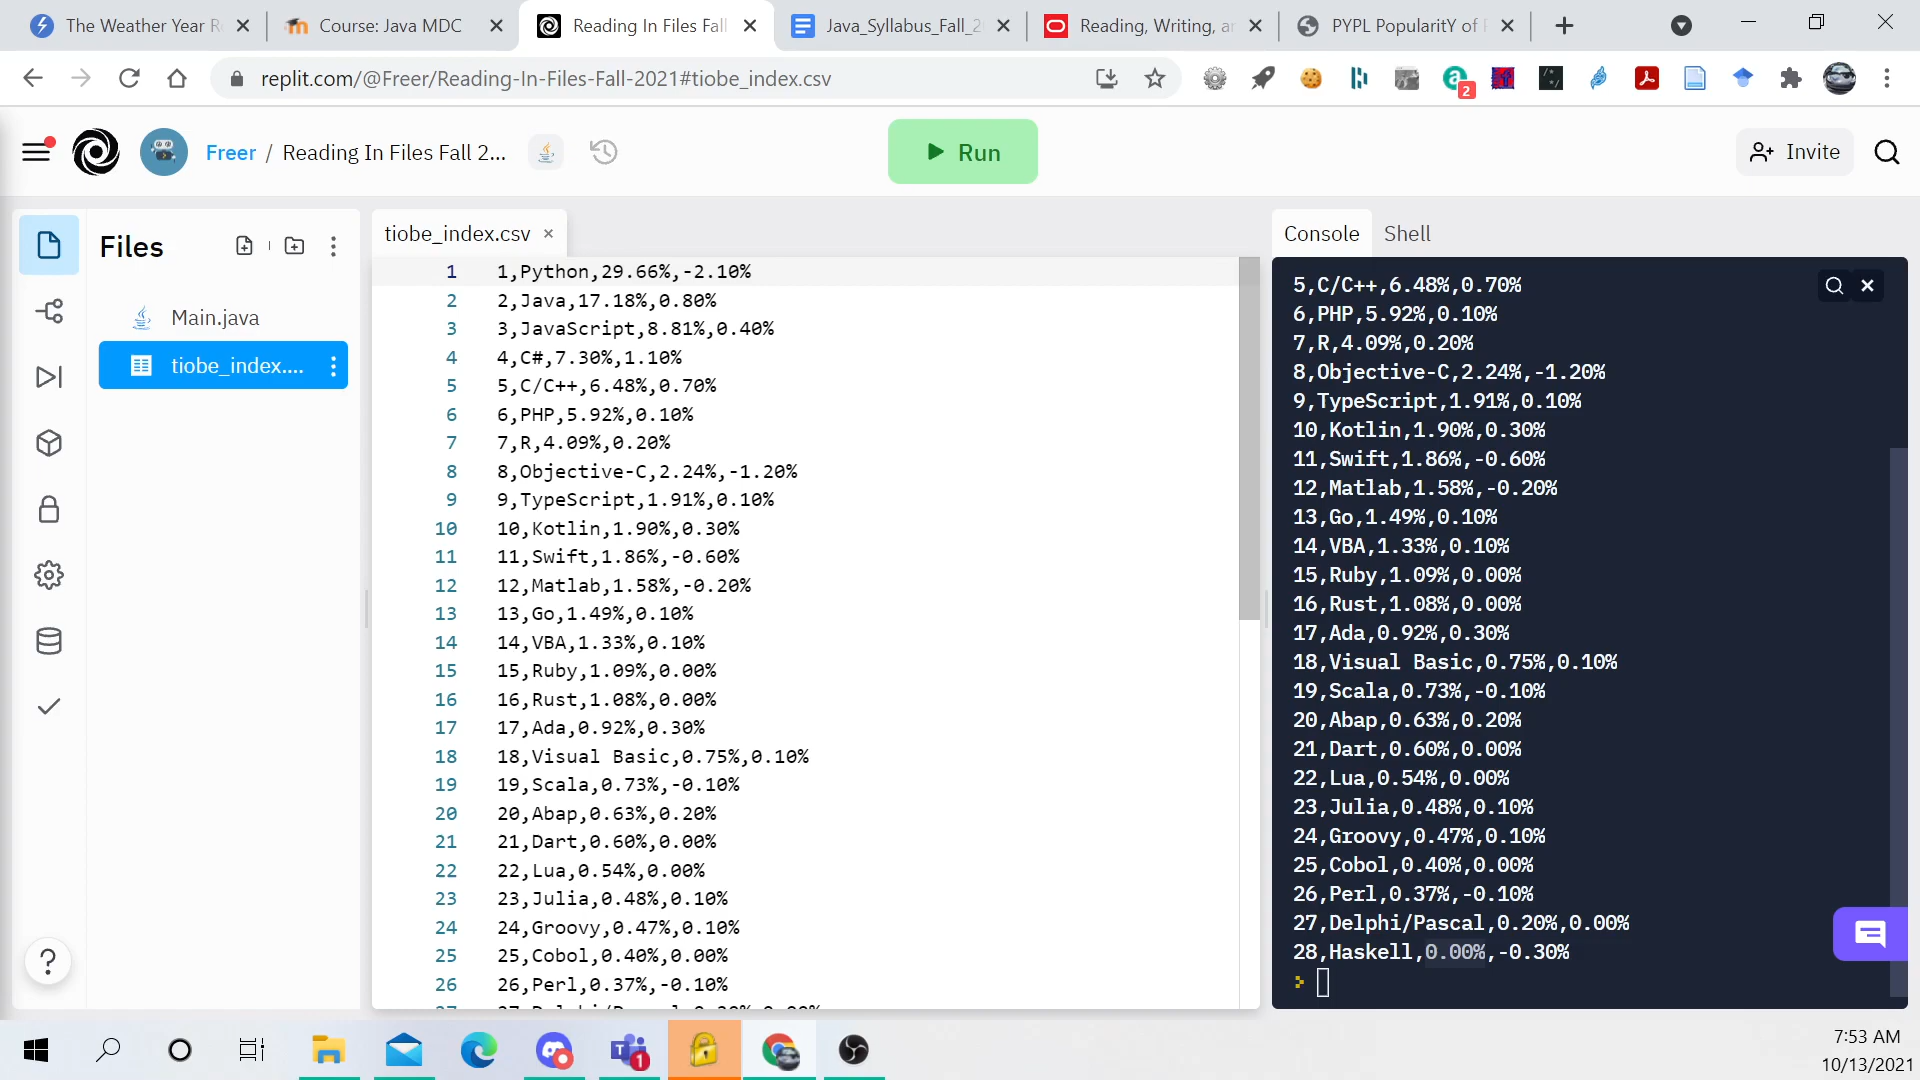 The Weather Year R
Course: Java MDC
Reading In Files Fall
Java_Syllabus_Fall_2
Reading, Writing, a
PYPL PopularitY of
replit.com/@Freer/Reading-In-Files-Fall-2021#tiobe_index.csv
2
Freer / Reading In Files Fall 2...
Run
Invite
Files
Main.java
tiobe_index....
tiobe_index.csv
1 1,Python,29.66%,-2.10%
2 2,Java,17.18%,0.80%
3 3,JavaScript,8.81%,0.40%
4 4,C#,7.30%,1.10%
5 5,C/C++,6.48%,0.70%
6 6,PHP,5.92%,0.10%
7 7,R,4.09%,0.20%
8 8,Objective-C,2.24%,-1.20%
9 9,TypeScript,1.91%,0.10%
10 10,Kotlin,1.90%,0.30%
11 11,Swift,1.86%,-0.60%
12 12,Matlab,1.58%,-0.20%
13 13,Go,1.49%,0.10%
14 14,VBA,1.33%,0.10%
15 15,Ruby,1.09%,0.00%
16 16,Rust,1.08%,0.00%
17 17,Ada,0.92%,0.30%
18 18,Visual Basic,0.75%,0.10%
19 19,Scala,0.73%,-0.10%
20 20,Abap,0.63%,0.20%
21 21,Dart,0.60%,0.00%
22 22,Lua,0.54%,0.00%
23 23,Julia,0.48%,0.10%
24 24,Groovy,0.47%,0.10%
25 25,Cobol,0.40%,0.00%
26 26,Perl,0.37%,-0.10%
27 27,Delphi/Pascal,0.20%,0.00%
Console Shell
5,C/C++,6.48%,0.70%
6,PHP,5.92%,0.10%
7,R,4.09%,0.20%
8,Objective-C,2.24%,-1.20%
9,TypeScript,1.91%,0.10%
10,Kotlin,1.90%,0.30%
11,Swift,1.86%,-0.60%
12,Matlab,1.58%,-0.20%
13,Go,1.49%,0.10%
14,VBA,1.33%,0.10%
15,Ruby,1.09%,0.00%
16,Rust,1.08%,0.00%
17,Ada,0.92%,0.30%
18,Visual Basic,0.75%,0.10%
19,Scala,0.73%,-0.10%
20,Abap,0.63%,0.20%
21,Dart,0.60%,0.00%
22,Lua,0.54%,0.00%
23,Julia,0.48%,0.10%
24,Groovy,0.47%,0.10%
25,Cobol,0.40%,0.00%
26,Perl,0.37%,-0.10%
27,Delphi/Pascal,0.20%,0.00%
28,Haskell,0.00%,-0.30%
1
7:53 AM
10/13/2021